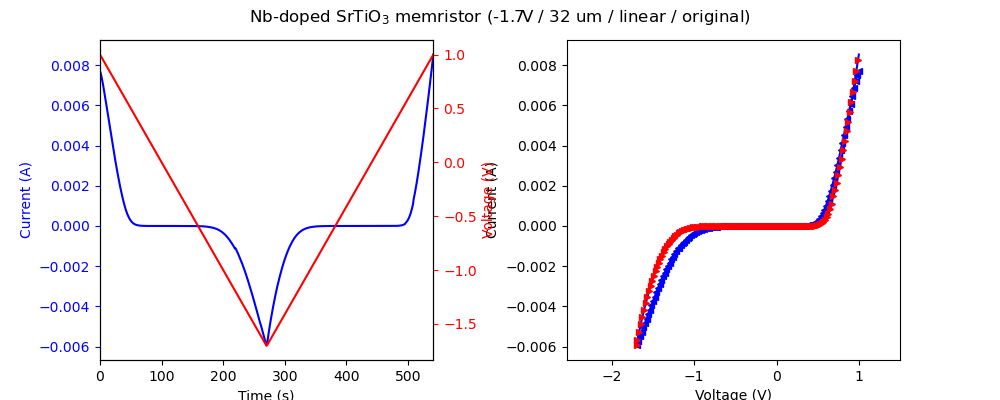 Nb-doped SrTiO₃ memristor (-1.7V / 32 um / linear / original)
Current (A)
0.008
0.006
0.004
0.002
0.000
−0.002
−0.004
−0.006
0 100 200 300 400 500
Time (s)
1.0
0.5
0.0
−0.5
−1.0
−1.5
Voltage (V)
Current (A)
0.008
0.006
0.004
0.002
0.000
−0.002
−0.004
−0.006
−2 −1 0 1
Voltage (V)